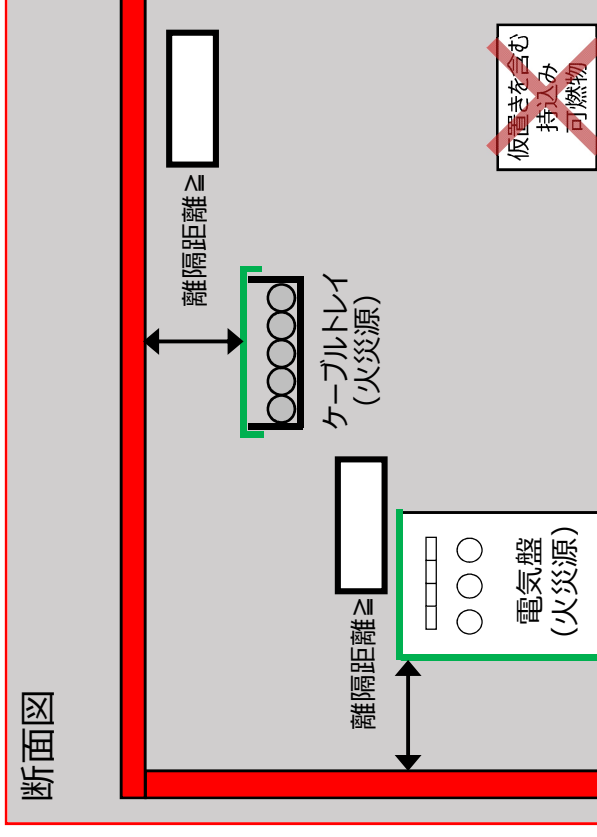 断面図
離隔距離≧
ケーブルトレイ
(火災源)
離隔距離≧
電気盤
(火災源)
仮置きを含む
持込み
可燃物